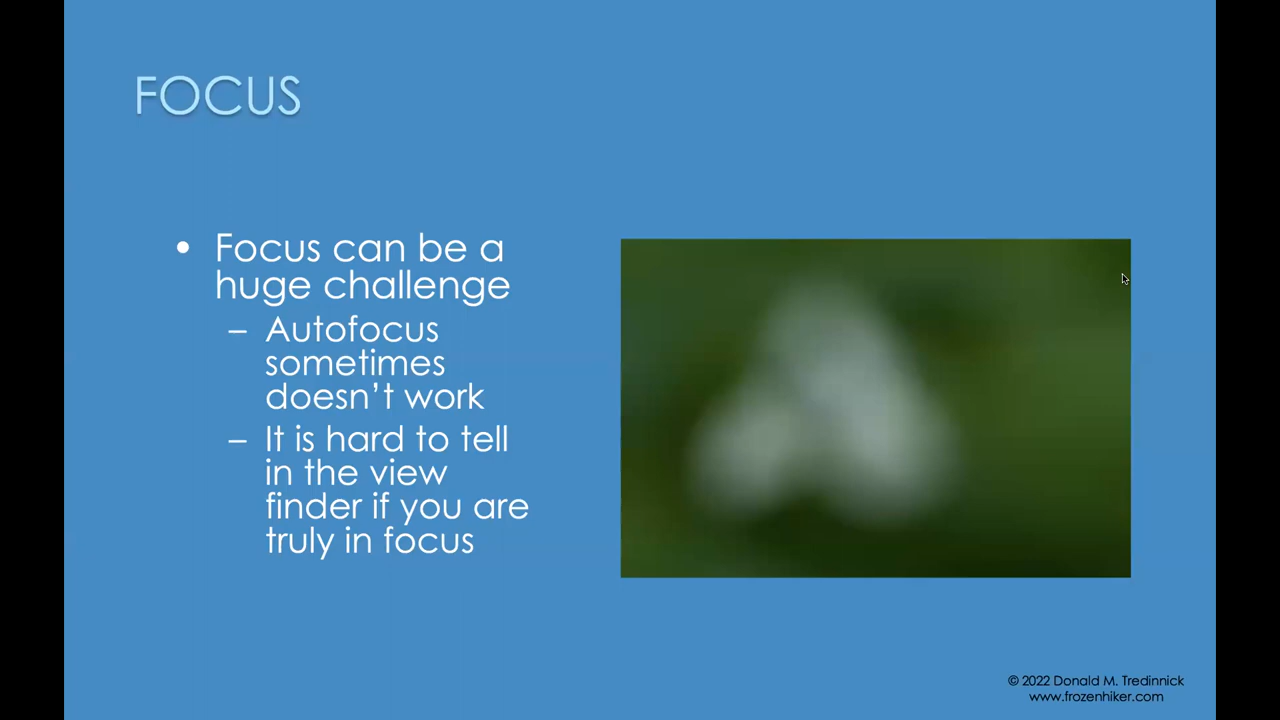 FOCUS
• Focus can be a
huge challenge
– Autofocus
sometimes
doesn’t work
– It is hard to tell
in the view
finder if you are
truly in focus
© 2022 Donald M. Tredinnick
www.frozenhiker.com